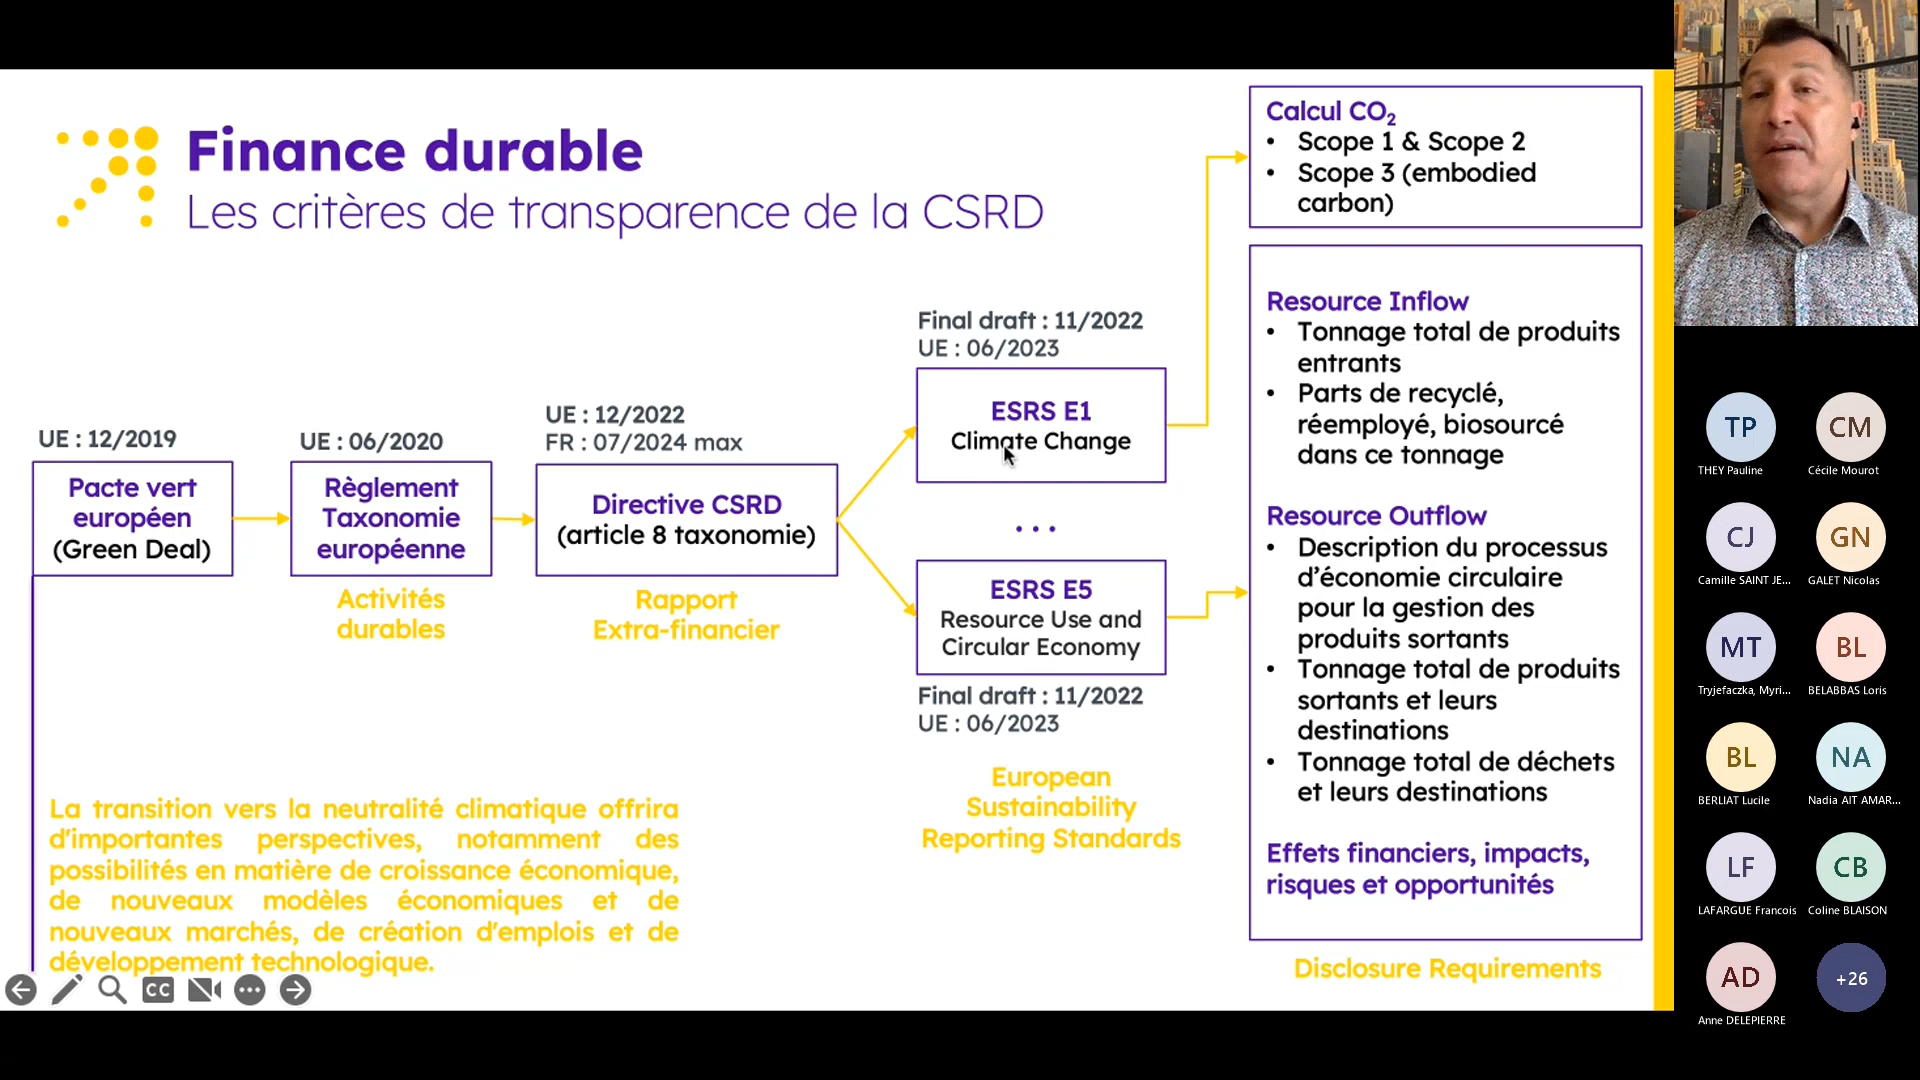 Finance durable
Les critères de transparence de la CSRD
UE : 12/2019
Pacte vert
européen
(Green Deal)
UE : 06/2020
Règlement
Taxonomie
européenne
Activités
durables
UE : 12/2022
FR : 07/2024 max
Directive CSRD
(article 8 taxonomie)
Rapport
Extra-financier
Final draft : 11/2022
UE : 06/2023
ESRS E1
Climate Change
...
ESRS E5
Resource Use and
Circular Economy
Final draft : 11/2022
UE : 06/2023
European
Sustainability
Reporting Standards
Calcul CO₂
• Scope 1 & Scope 2
• Scope 3 (embodied
carbon)
Resource Inflow
• Tonnage total de produits
entrants
• Parts de recyclé,
réemployé, biosourcé
dans ce tonnage
Resource Outflow
• Description du processus
d’économie circulaire
pour la gestion des
produits sortants
• Tonnage total de produits
sortants et leurs
destinations
• Tonnage total de déchets
et leurs destinations
Effets financiers, impacts,
risques et opportunités
Disclosure Requirements
La transition vers la neutralité climatique offrira
d'importantes perspectives, notamment des
possibilités en matière de croissance économique,
de nouveaux modèles économiques et de
nouveaux marchés, de création d'emplois et de
développement technologique.
CC
TP
THEY Pauline
CM
Cécile Mourot
CJ
Camille SAINT JE...
GN
GALET Nicolas
MT
Tryjefaczka, Myri...
BL
BELABBAS Loris
BL
BERLIAT Lucile
NA
Nadia AIT AMAR...
LF
LAFARGUE Francois
CB
Coline BLAISON
AD
Anne DELEPIERRE
+26